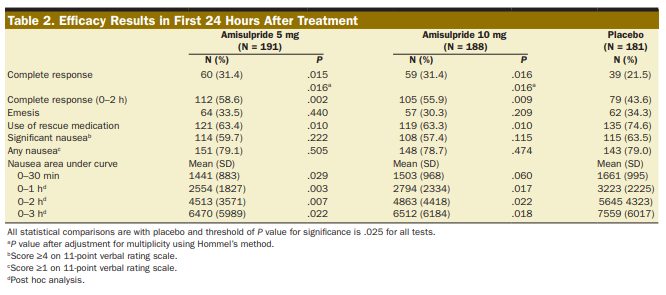 Table 2. Efficacy Results in First 24 Hours After Treatment
Amisulpride 5 mg Amisulpride 10 mg Placebo
(N = 191) (N = 188) (N = 181)
N (%) P N (%) P N (%)
Complete response 60 (31.4) .015 59 (31.4) .016 39 (21.5)
.016a .016a
Complete response (0–2 h) 112 (58.6) .002 105 (55.9) .009 79 (43.6)
Emesis 64 (33.5) .440 57 (30.3) .209 62 (34.3)
Use of rescue medication 121 (63.4) .010 119 (63.3) .010 135 (74.6)
Significant nauseab 114 (59.7) .222 108 (57.4) .115 115 (63.5)
Any nauseac 151 (79.1) .505 148 (78.7) .474 143 (79.0)
Nausea area under curve Mean (SD) Mean (SD) Mean (SD)
0–30 min 1441 (883) .029 1503 (968) .060 1661 (995)
0–1 hd 2554 (1827) .003 2794 (2334) .017 3223 (2225)
0–2 hd 4513 (3571) .007 4863 (4418) .022 5645 4323)
0–3 hd 6470 (5989) .022 6512 (6184) .018 7559 (6017)
All statistical comparisons are with placebo and threshold of P value for significance is .025 for all tests.
aP value after adjustment for multiplicity using Hommel's method.
bScore ≥4 on 11-point verbal rating scale.
cScore ≥1 on 11-point verbal rating scale.
dPost hoc analysis.